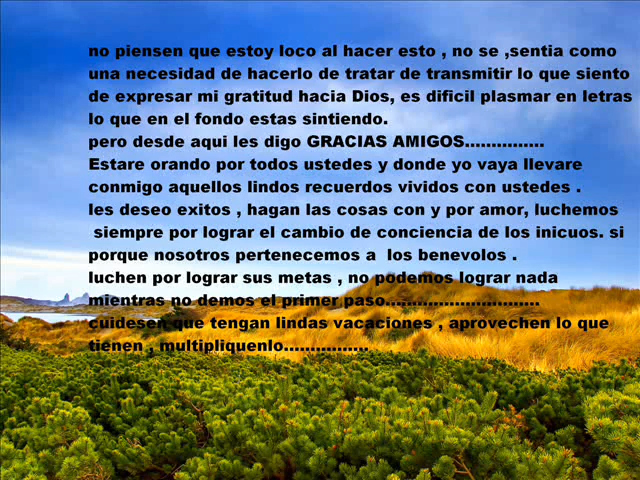 no piensen que estoy loco al hacer esto , no se ,sentia como
una necesidad de hacerlo de tratar de transmitir lo que siento
de expresar mi gratitud hacia Dios, es dificil plasmar en letras
lo que en el fondo estas sintiendo.
pero desde aqui les digo GRACIAS AMIGOS...............
Estare orando por todos ustedes y donde yo vaya llevare
conmigo aquellos lindos recuerdos vividos con ustedes .
les deseo exitos , hagan las cosas con y por amor, luchemos
siempre por lograr el cambio de conciencia de los inicuos. si
porque nosotros pertenecemos a los benevolos .
luchen por lograr sus metas , no podemos lograr nada
mientras no demos el primer paso.............................
cuidesen que tengan lindas vacaciones , aprovechen lo que
tienen , multipliquenlo................